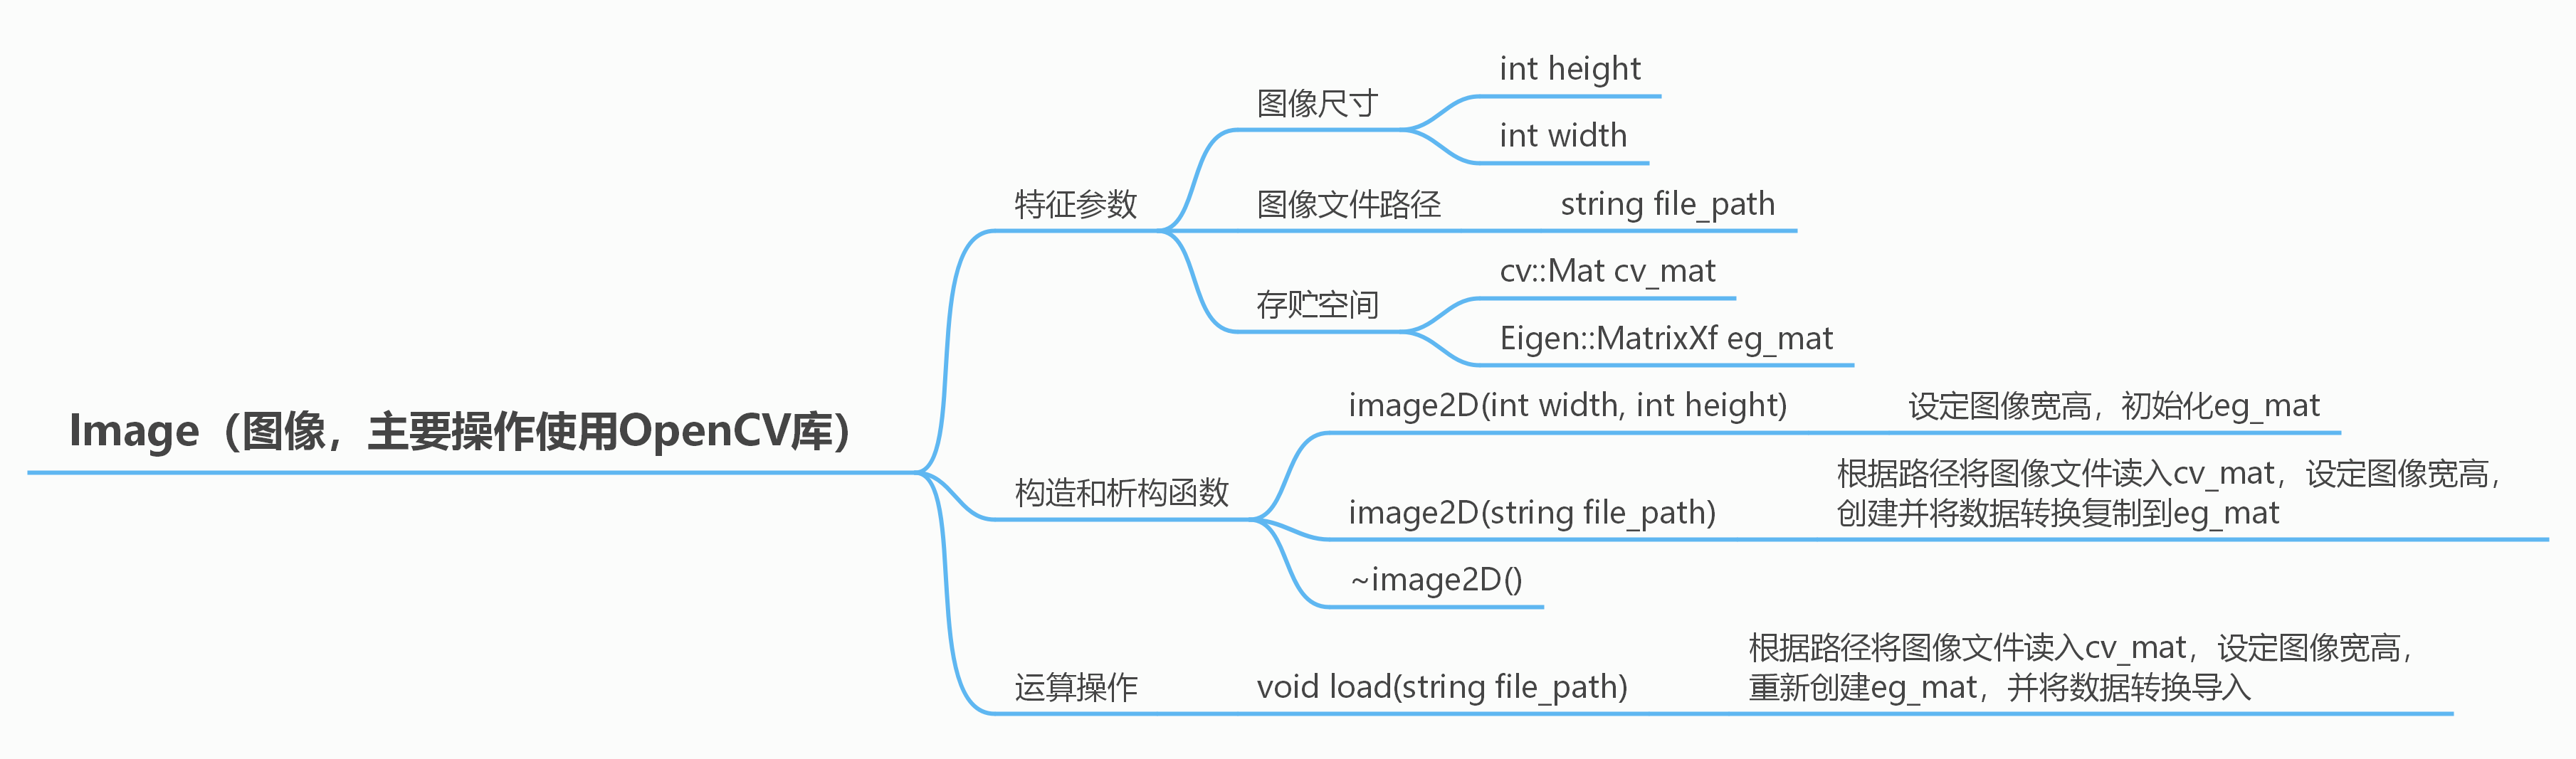 Image（图像，主要操作使用OpenCV库）
特征参数
图像尺寸
int height
int width
图像文件路径
string file_path
存贮空间
cv::Mat cv_mat
Eigen::MatrixXf eg_mat
构造和析构函数
image2D(int width, int height)
设定图像宽高，初始化eg_mat
image2D(string file_path)
根据路径将图像文件读入cv_mat，设定图像宽高，
创建并将数据转换复制到eg_mat
~image2D()
运算操作
void load(string file_path)
根据路径将图像文件读入cv_mat，设定图像宽高，
重新创建eg_mat，并将数据转换导入